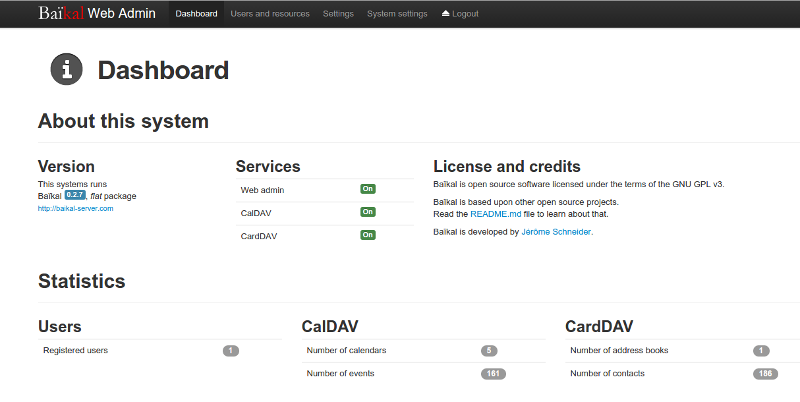 Baïkal Web Admin Dashboard Users and resources Settings System settings Logout
Dashboard
About this system
Version
This systems runs
Baïkal 0.2.7, flat package
http://baikal-server.com
Services
Web admin On
CalDAV On
CardDAV On
License and credits
Baïkal is open source software licensed under the terms of the GNU GPL v3.
Baïkal is based upon other open source projects.
Read the README.md file to learn about that.
Baïkal is developed by Jérôme Schneider.
Statistics
Users
Registered users 1
CalDAV
Number of calendars 5
Number of events 161
CardDAV
Number of address books 1
Number of contacts 186